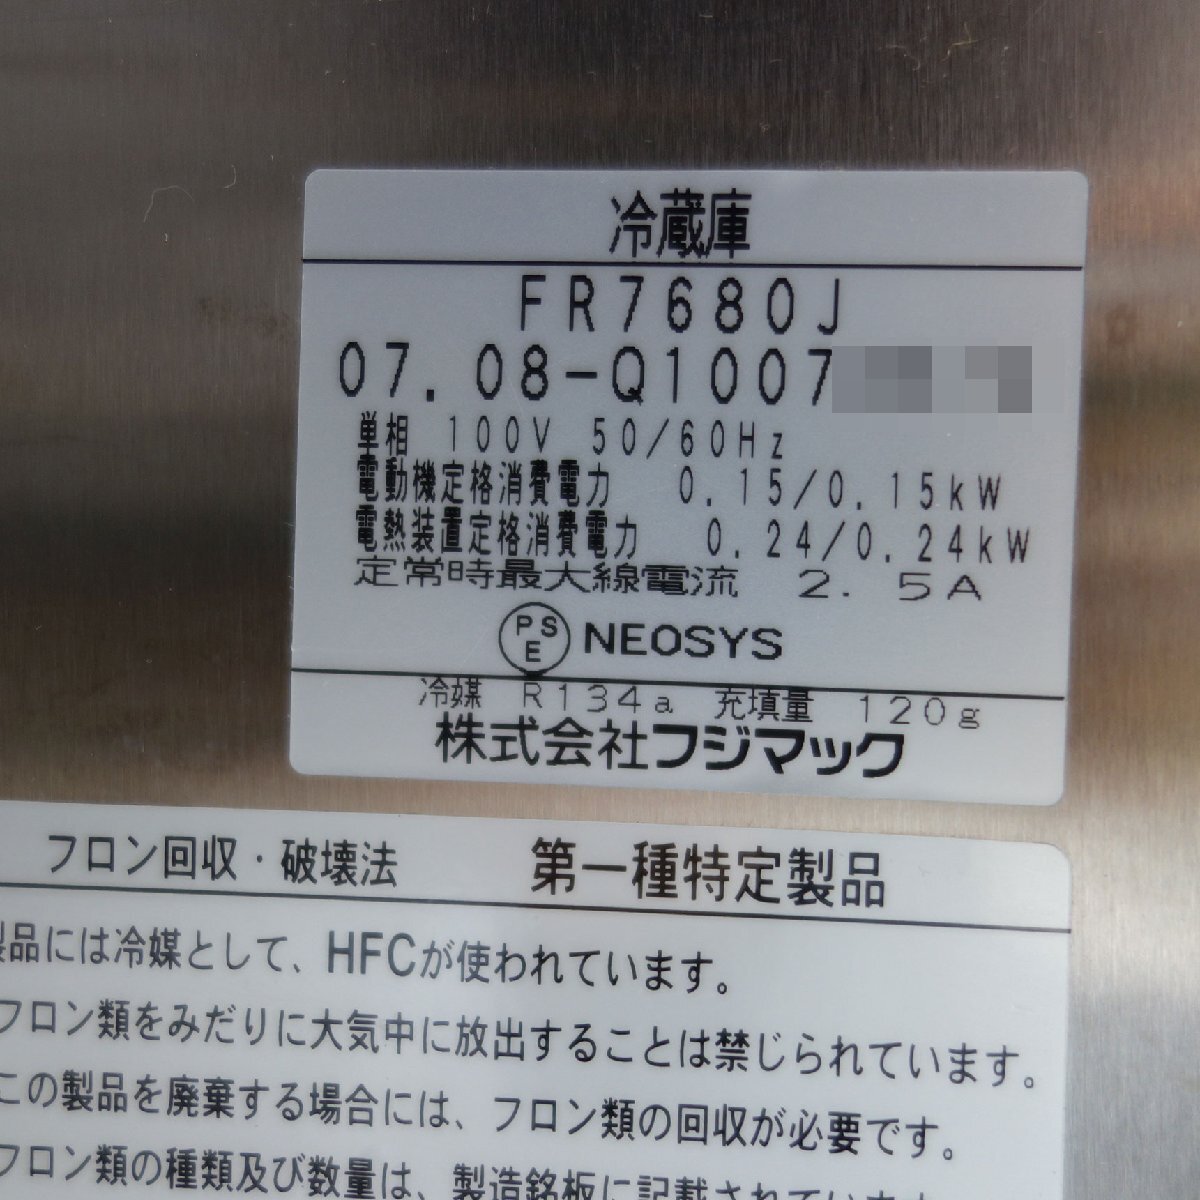 冷蔵庫
FR7680J
07.08-Q1007
単相 100V 50/60Hz
電動機定格消費電力 0.15/0.15kW
電熱装置定格消費電力 0.24/0.24kW
定常時最大線電流 2.5A
PSE NEOSYS
冷媒 R134a 充填量 120g
株式会社フジマック
フロン回収・破壊法 第一種特定製品
製品には冷媒として、HFCが使われています。
フロン類をみだりに大気中に放出することは禁じられています。
この製品を廃棄する場合には、フロン類の回収が必要です。
フロン類の種類及び数量は、製造銘板に記載されています